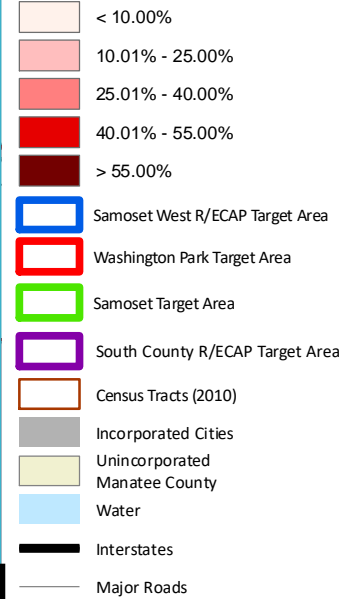 < 10.00%
10.01% - 25.00%
25.01% - 40.00%
40.01% - 55.00%
> 55.00%
Samoset West R/ECAP Target Area
Washington Park Target Area
Samoset Target Area
South County R/ECAP Target Area
Census Tracts (2010)
Incorporated Cities
Unincorporated
Manatee County
Water
Interstates
Major Roads